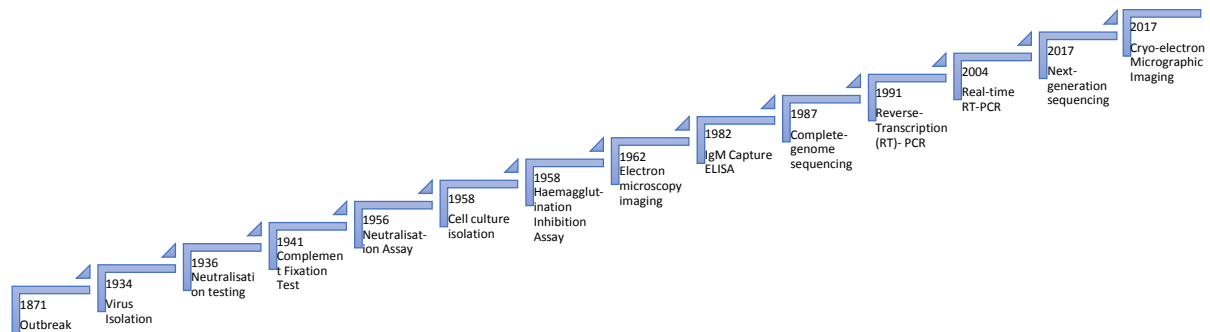 1871
Outbreak
1934
Virus
Isolation
1936
Neutralisati
on testing
1941
Complemen
t Fixation
Test
1956
Neutralisat-
ion Assay
1958
Cell culture
isolation
1958
Haemagglut-
ination
Inhibition
Assay
1962
Electron
microscopy
imaging
1982
IgM Capture
ELISA
1987
Complete-
genome
sequencing
1991
Reverse-
Transcription
(RT)- PCR
2004
Real-time
RT-PCR
2017
Next-
generation
sequencing
2017
Cryo-electron
Micrographic
Imaging